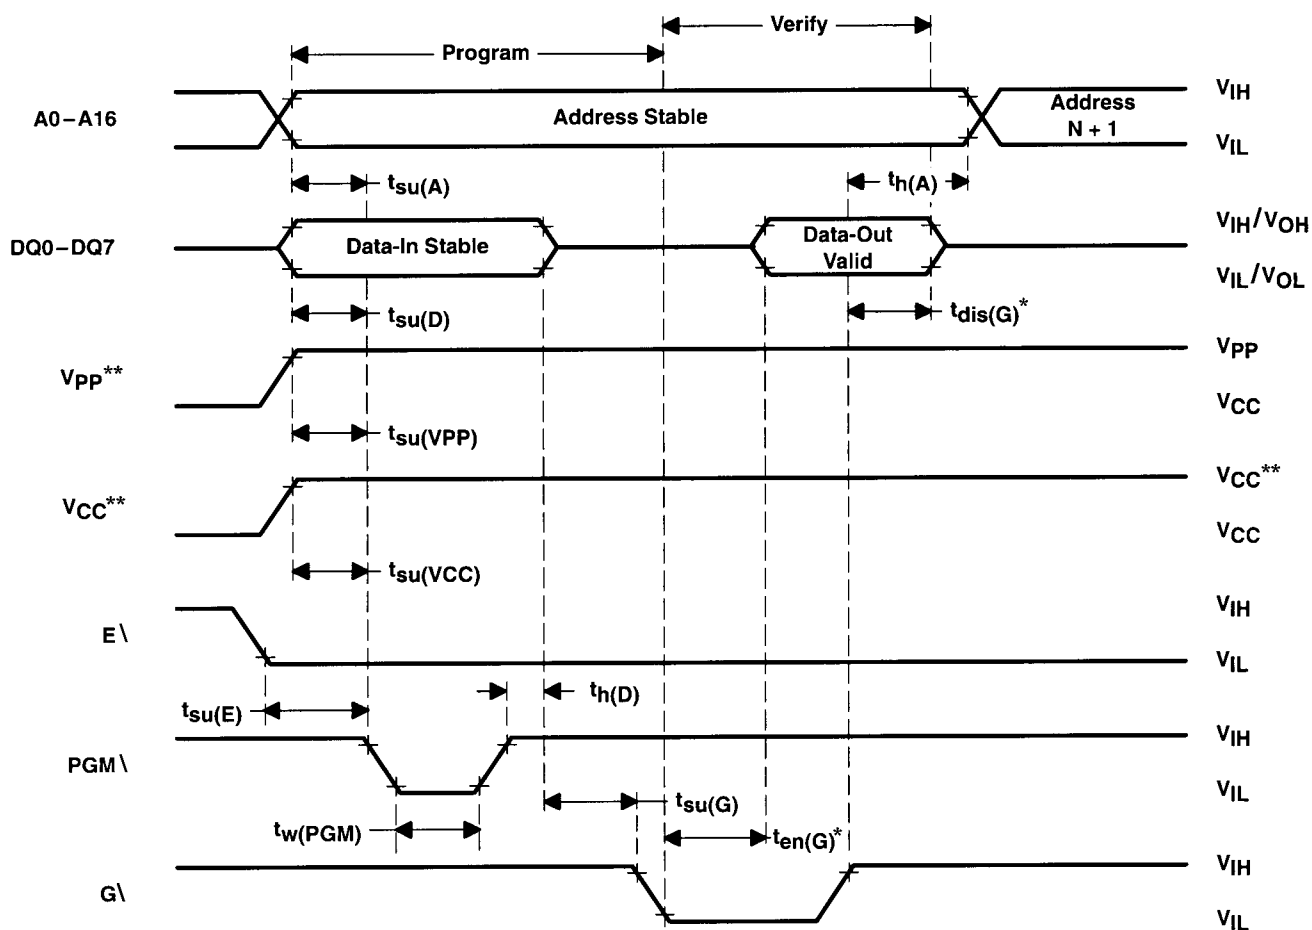 Verify
Program
A0–A16
Address Stable
Address
N + 1
VIH
VIL
tsu(A)
th(A)
DQ0–DQ7
Data-In Stable
Data-Out
Valid
VIH/VOH
VIL/VOL
tsu(D)
tdis(G)*
VPP**
VPP
VCC
tsu(VPP)
VCC**
VCC**
VCC
tsu(VCC)
E\
VIH
VIL
tsu(E)
th(D)
PGM\
VIH
VIL
tw(PGM)
tsu(G)
ten(G)*
G\
VIH
VIL